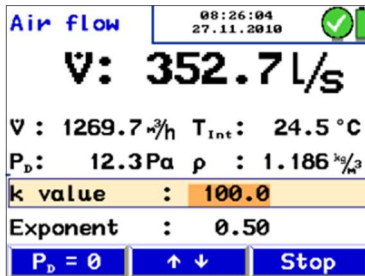 Air flow
08:26:04
27.11.2010
V̇: 352.7 l/s
V̇ : 1269.7 m³/h T_Int: 24.5 °C
P_D: 12.3 Pa ρ : 1.186 kg/m³
k value : 100.0
Exponent : 0.50
P_D = 0 ↑ ↓ Stop